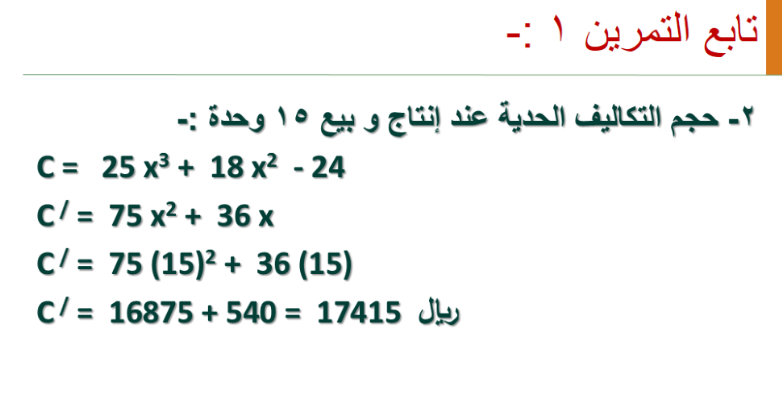 تابع التمرين ١ :-
٢- حجم التكاليف الحدية عند إنتاج و بيع ١٥ وحدة :-
C = 25 x³ + 18 x² - 24
C/ = 75 x² + 36 x
C/ = 75 (15)² + 36 (15)
C/ = 16875 + 540 = 17415 ريال